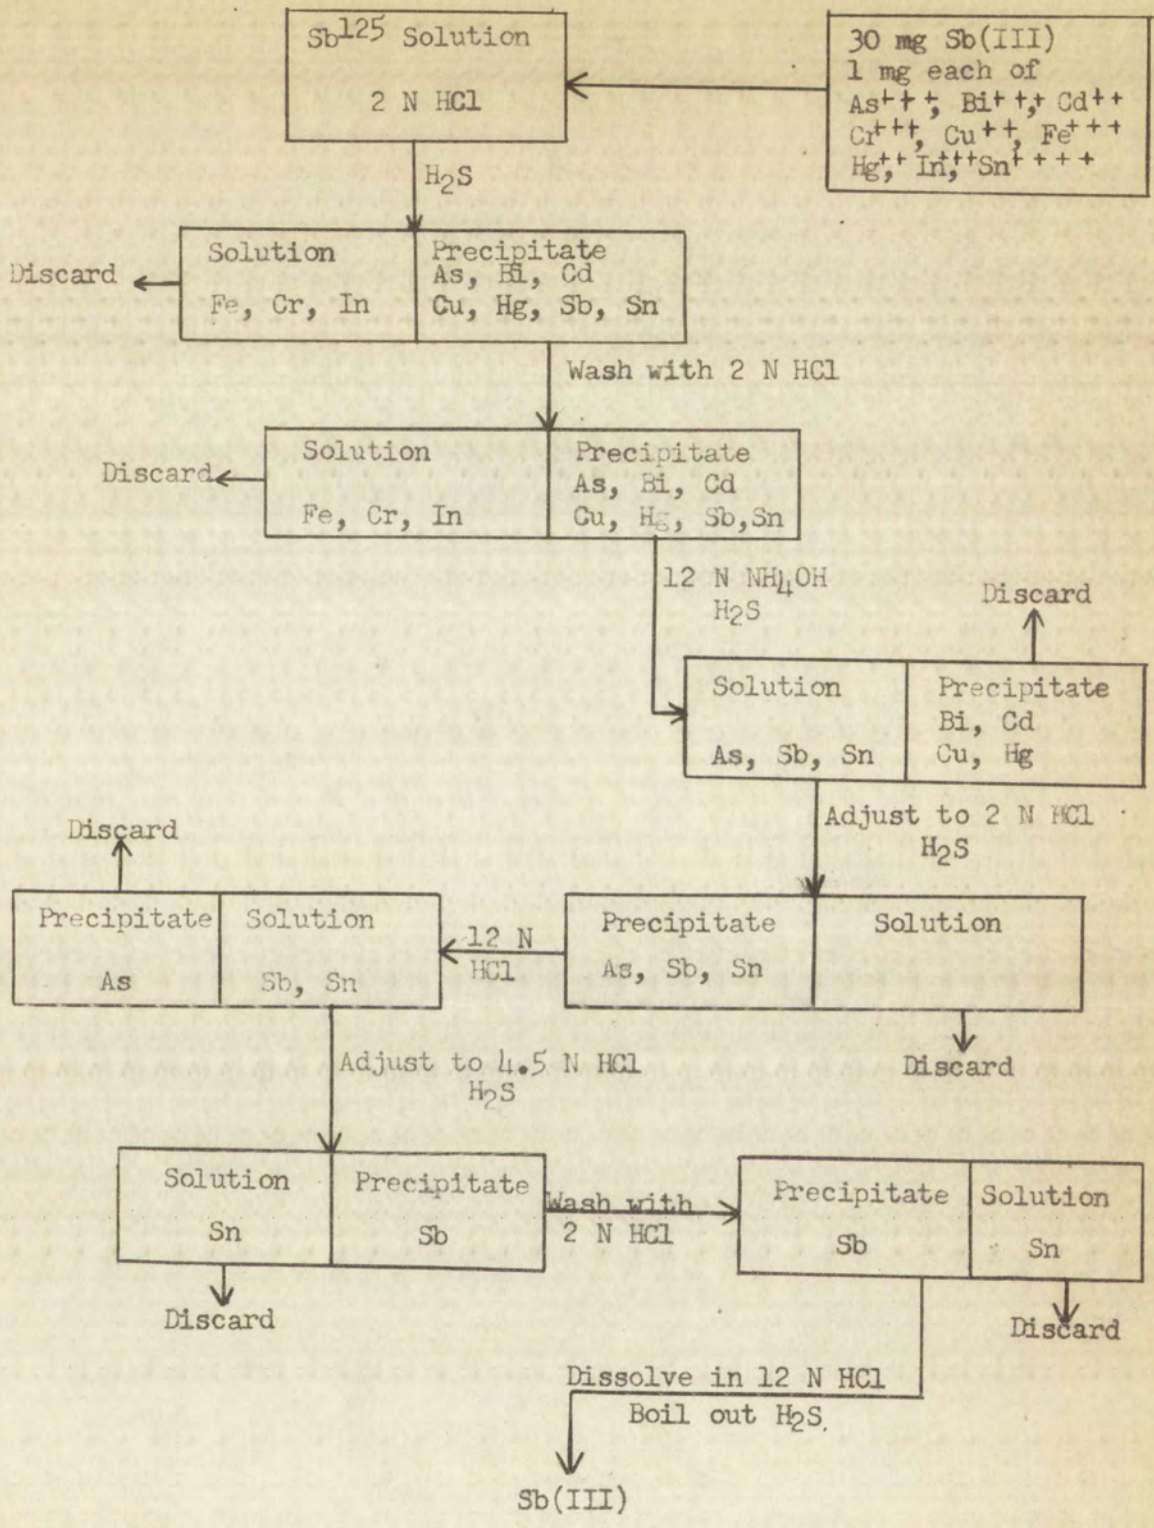 Sb125 Solution
2 N HCl
30 mg Sb(III)
1 mg each of
As+++, Bi+++, Cd++
Cr+++, Cu++, Fe+++
Hg++, In+++, Sn++++
H2S
Discard
Solution
Fe, Cr, In
Precipitate
As, Bi, Cd
Cu, Hg, Sb, Sn
Wash with 2 N HCl
Discard
Solution
Fe, Cr, In
Precipitate
As, Bi, Cd
Cu, Hg, Sb,Sn
12 N NH4OH
H2S
Discard
Solution
As, Sb, Sn
Precipitate
Bi, Cd
Cu, Hg
Adjust to 2 N HCl
H2S
Discard
Precipitate
As
Solution
Sb, Sn
12 N
HCl
Precipitate
As, Sb, Sn
Solution
Discard
Adjust to 4.5 N HCl
H2S
Solution
Sn
Precipitate
Sb
Wash with
2 N HCl
Precipitate
Sb
Solution
Sn
Discard
Discard
Dissolve in 12 N HCl
Boil out H2S.
Sb(III)